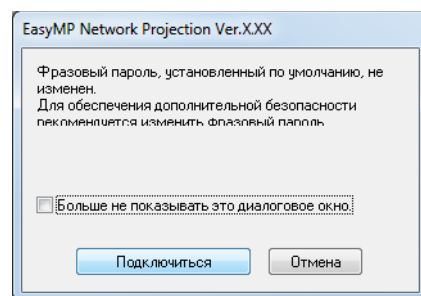 EasyMP Network Projection Ver.X.XX
Фразовый пароль, установленный по умолчанию, не
изменен.
Для обеспечения дополнительной безопасности
рекомендуется изменить фразовый пароль
Больше не показывать это диалоговое окно.
Подключиться
Отмена